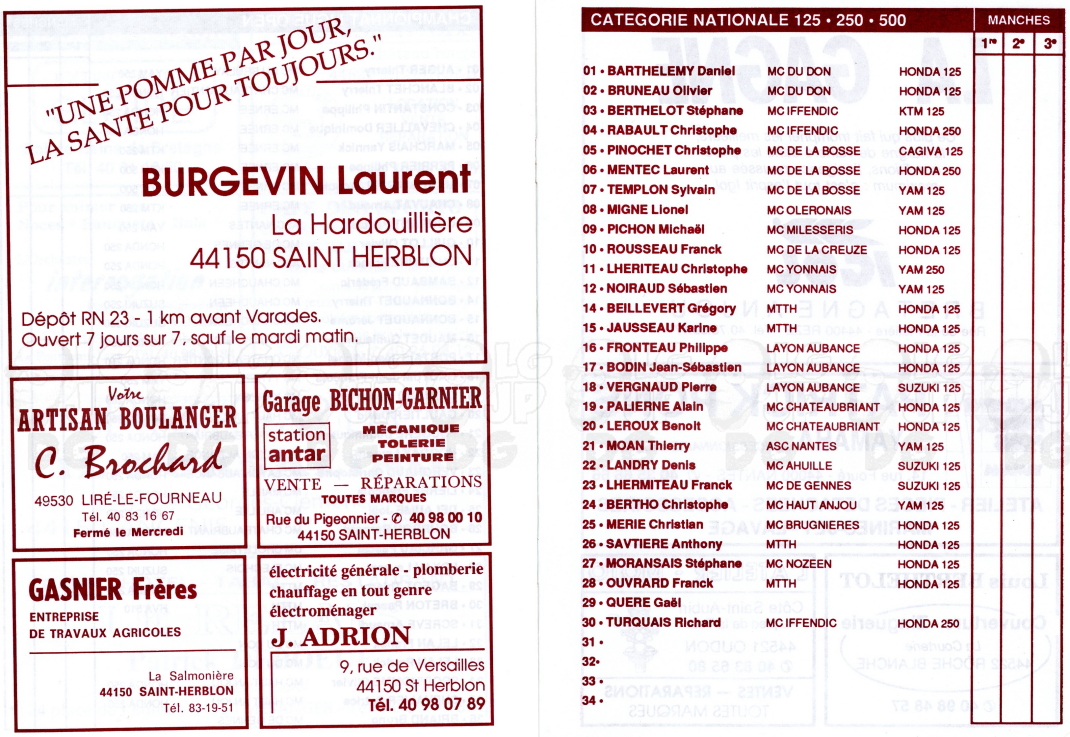 "UNE POMME PAR JOUR,
LA SANTE POUR TOUJOURS."
BURGEVIN Laurent
La Hardouillière
44150 SAINT HERBLON
Dépôt RN 23 - 1 km avant Varades.
Ouvert 7 jours sur 7, sauf le mardi matin.
Votre
ARTISAN BOULANGER
C. Brochard
49530 LIRÉ-LE-FOURNEAU
Tél. 40 83 16 67
Fermé le Mercredi
Garage BICHON-GARNIER
station
antar
MÉCANIQUE
TOLERIE
PEINTURE
VENTE — RÉPARATIONS
TOUTES MARQUES
Rue du Pigeonnier - ✆ 40 98 00 10
44150 SAINT-HERBLON
GASNIER Frères
ENTREPRISE
DE TRAVAUX AGRICOLES
La Salmonière
44150 SAINT-HERBLON
Tél. 83-19-51
électricité générale - plomberie
chauffage en tout genre
électroménager
J. ADRION
9, rue de Versailles
44150 St Herblon
Tél. 40 98 07 89
CATEGORIE NATIONALE 125 • 250 • 500 MANCHES
1re 2e 3e
01 • BARTHELEMY Daniel MC DU DON HONDA 125
02 • BRUNEAU Olivier MC DU DON HONDA 125
03 • BERTHELOT Stéphane MC IFFENDIC KTM 125
04 • RABAULT Christophe MC IFFENDIC HONDA 250
05 • PINOCHET Christophe MC DE LA BOSSE CAGIVA 125
06 • MENTEC Laurent MC DE LA BOSSE HONDA 250
07 • TEMPLON Sylvain MC DE LA BOSSE YAM 125
08 • MIGNE Lionel MC OLERONAIS YAM 125
09 • PICHON Michaël MC MILESSERIS HONDA 125
10 • ROUSSEAU Franck MC DE LA CREUZE HONDA 125
11 • LHERITEAU Christophe MC YONNAIS YAM 250
12 • NOIRAUD Sébastien MC YONNAIS YAM 125
14 • BEILLEVERT Grégory MTTH HONDA 125
15 • JAUSSEAU Karine MTTH HONDA 125
16 • FRONTEAU Philippe LAYON AUBANCE HONDA 125
17 • BODIN Jean-Sébastien LAYON AUBANCE HONDA 125
18 • VERGNAUD Pierre LAYON AUBANCE SUZUKI 125
19 • PALIERNE Alain MC CHATEAUBRIANT HONDA 125
20 • LEROUX Benoit MC CHATEAUBRIANT HONDA 125
21 • MOAN Thierry ASC NANTES YAM 125
22 • LANDRY Denis MC AHUILLE SUZUKI 125
23 • LHERMITEAU Franck MC DE GENNES SUZUKI 125
24 • BERTHO Christophe MC HAUT ANJOU YAM 125
25 • MERIE Christian MC BRUGNIERES HONDA 125
26 • SAVTIERE Anthony MTTH HONDA 125
27 • MORANSAIS Stéphane MC NOZEEN HONDA 125
28 • OUVRARD Franck MTTH HONDA 125
29 • QUERE Gaël
30 • TURQUAIS Richard MC IFFENDIC HONDA 250
31 •
32•
33 •
34 •